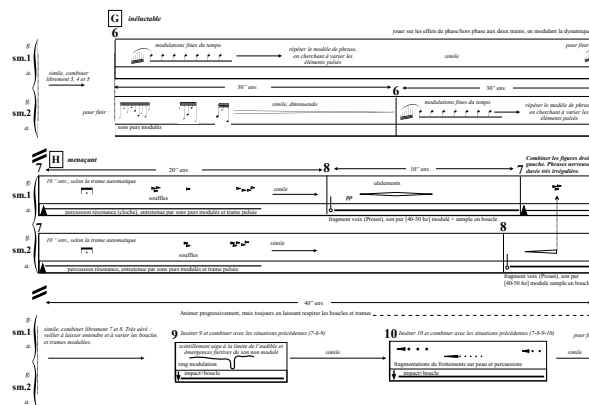 G inéluctable
6
jouer sur les effets de phase/hors phase aux deux mains, en modulant la dynamique
g.
sm.1
a.
simile, combiner
librement 3, 4 et 5
modulations fines du tempo
répéter le modèle de phrase,
en cherchant à varier les
éléments pulsés
simile
pour finir
30’’ env.
30’’ env.
g.
sm.2
a.
pour finir :
simile, diminuendo
sons purs modulés
6
modulations fines du tempo
répéter le modèle de phrase,
en cherchant à varier les
éléments pulsés
H menaçant
7
20’’ env.
8
10’’ env.
7
Combiner les figures droite
gauche. Phrases nerveuses
durée très irrégulière.
g.
sm.1
a.
10 ’’ env., selon la trame automatique
souffles
simile
pp
ululements
percussion résonance (cloche), entretenue par sons purs modulés et trame pulsée
fragment voix (Proust), son pur [40-50 hz] modulé + sample en boucle
7
8
g.
sm.2
a.
10 ’’ env., selon la trame automatique
souffles
simile
percussion résonance, entretenue par sons purs modulés et trame pulsée
fragment voix (Proust), son pur
[40-50 hz] modulé sample en boucle
40’’ env.
Animer progressivement, mais toujours en laissant respirer les boucles et trames
g.
sm.1
a.
simile, combiner librement 7 et 8. Très aéré :
veiller à laisser entendre et à varier les boucles
et trames modulées.
9 Insérer 9 et combiner avec les situations précédentes (7-8-9)
scintillement aigu à la limite de l’audible et
émergences furtives du son non modulé
ring modulation
impact+boucle
simile
10 Insérer 10 et combiner avec les situations précédentes (7-8-9-10)
fragmentations de frottements sur peau et percussions
impact+boucle
simile
g.
sm.2
a.